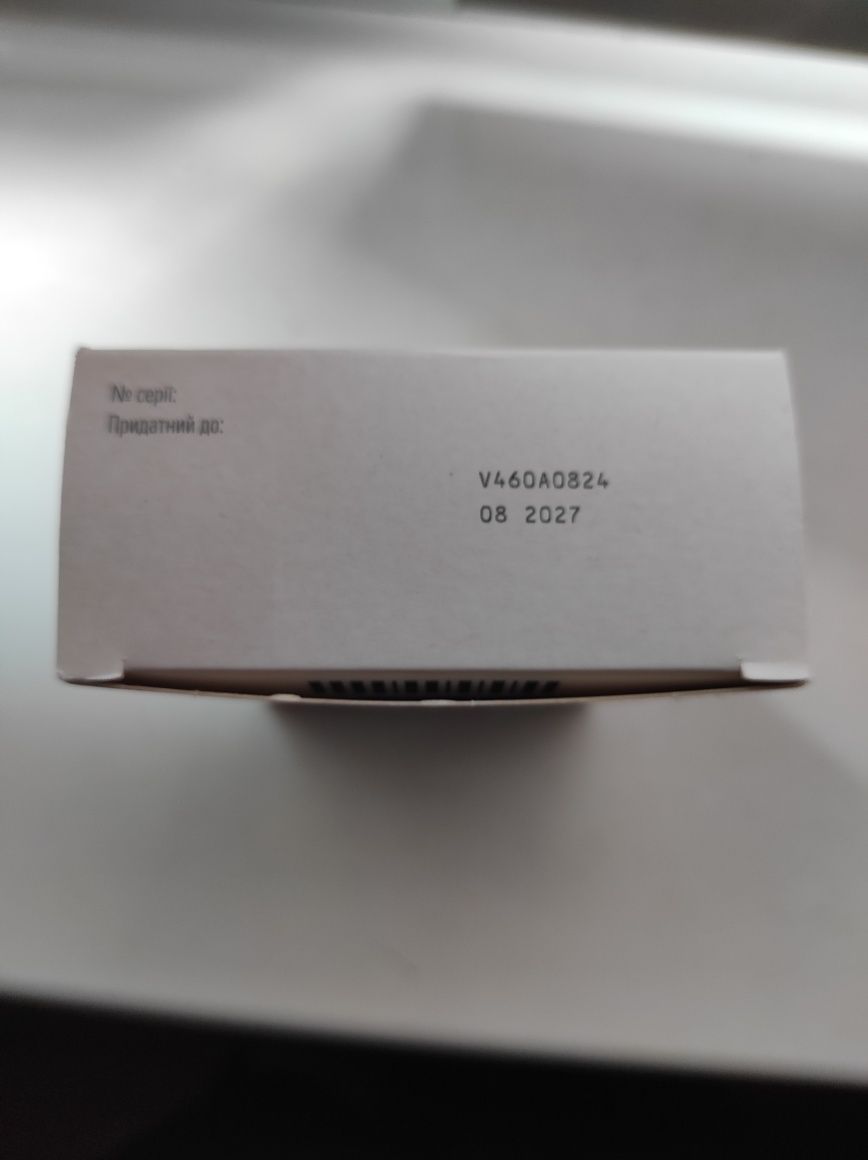 № серії:
Придатний до:
V460A0824
08 2027